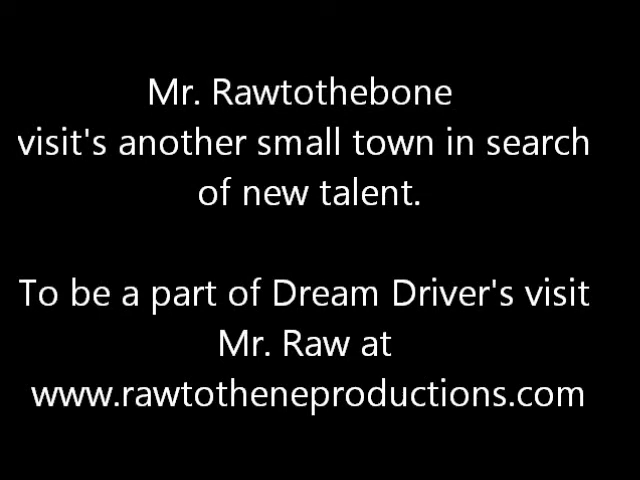 Mr. Rawtothebone
visit's another small town in search
of new talent.
To be a part of Dream Driver's visit
Mr. Raw at
www.rawtotheneproductions.com